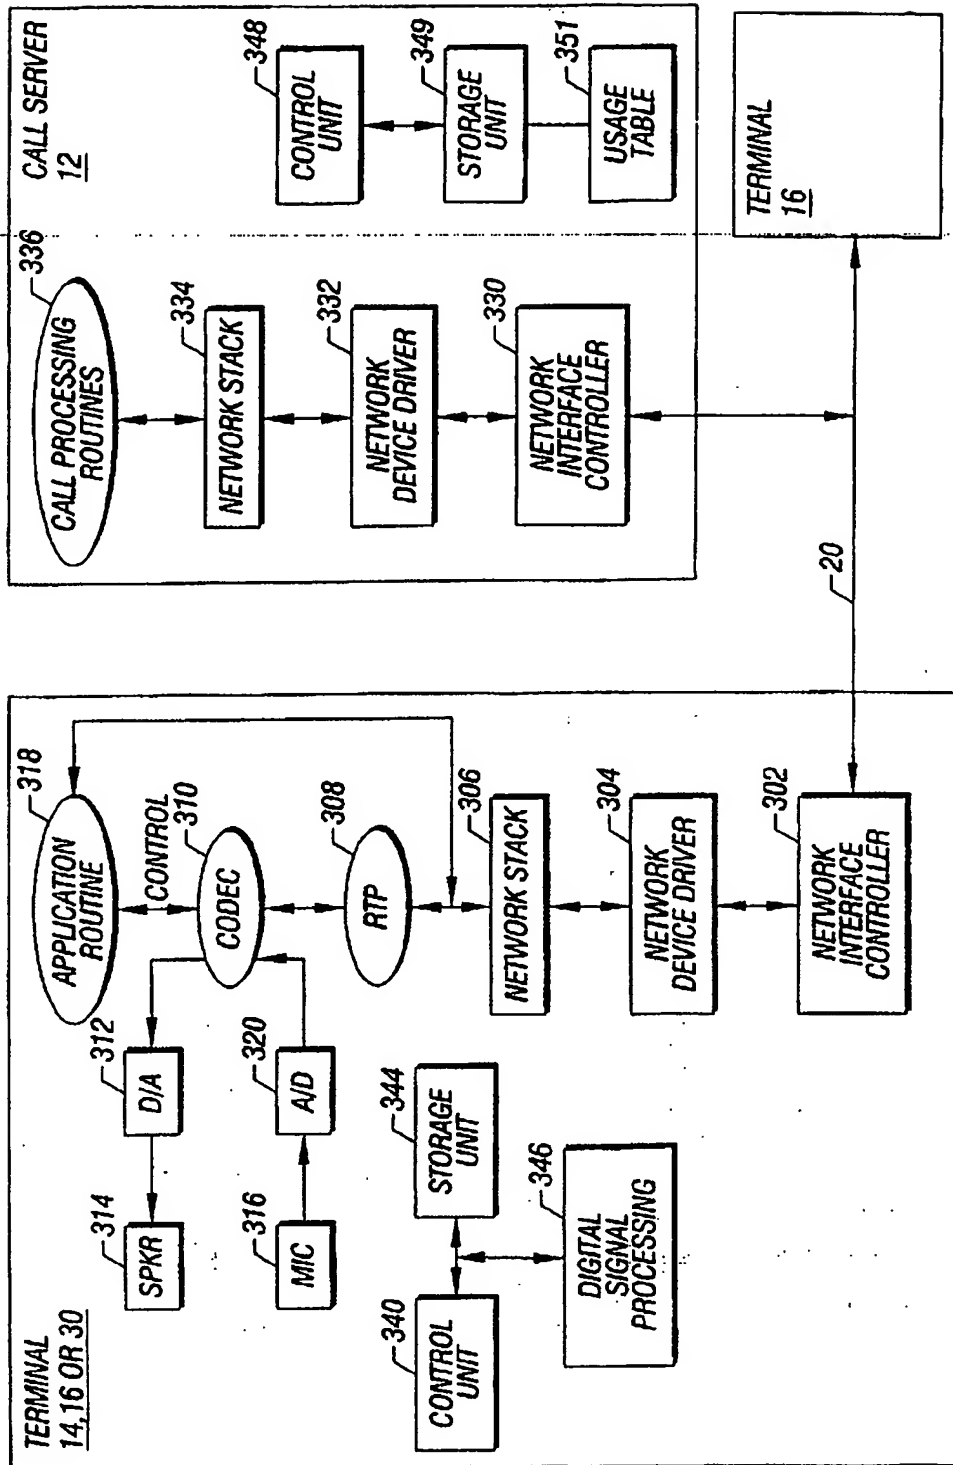 TERMINAL
14,16 OR 30
SPKR
314
D/A
312
MIC
316
A/D
320
APPLICATION
ROUTINE
318
CONTROL
CODEC
310
RTP
308
NETWORK STACK
306
NETWORK
DEVICE DRIVER
304
NETWORK
INTERFACE
CONTROLLER
302
CONTROL
UNIT
340
STORAGE
UNIT
344
DIGITAL
SIGNAL
PROCESSING
346
20
CALL SERVER
12
CALL PROCESSING
ROUTINES
336
NETWORK STACK
334
NETWORK
DEVICE DRIVER
332
NETWORK
INTERFACE
CONTROLLER
330
CONTROL
UNIT
348
STORAGE
UNIT
349
USAGE
TABLE
351
TERMINAL
16